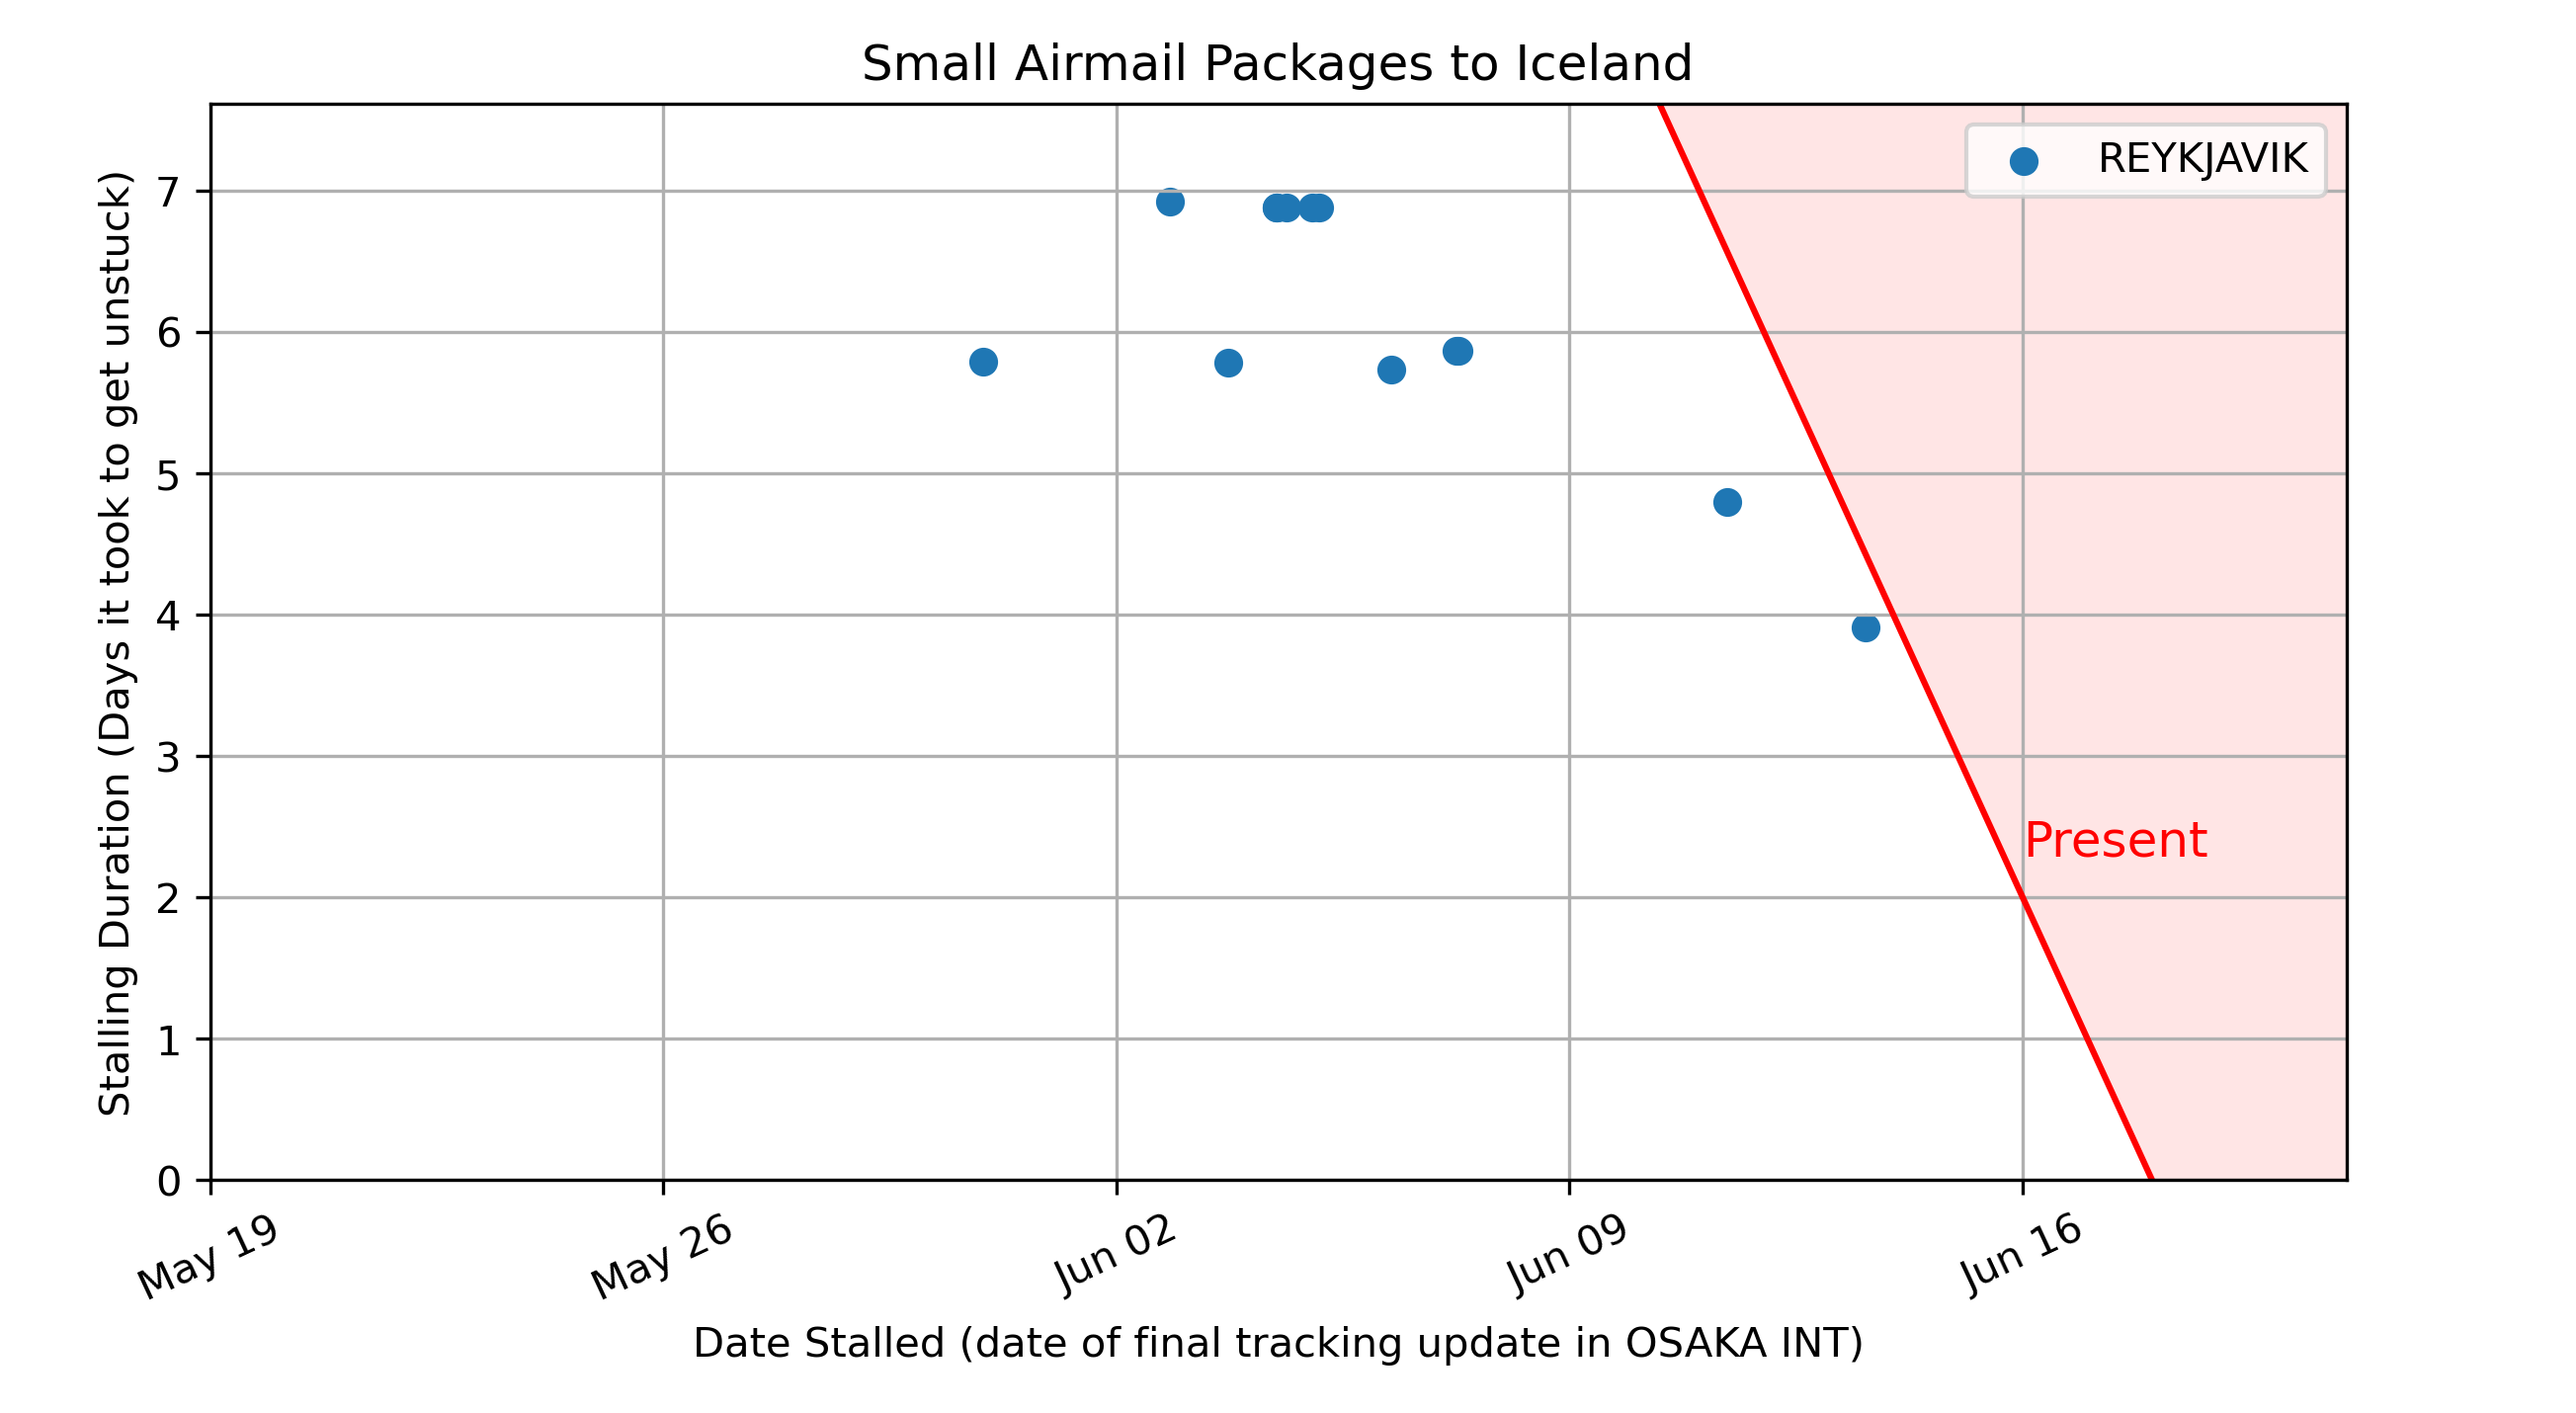 Small Airmail Packages to Iceland
REYKJAVIK
Stalling Duration (Days it took to get unstuck)
7
6
5
4
3
2
1
0
Present
May 19
May 26
Jun 02
Jun 09
Jun 16
Date Stalled (date of final tracking update in OSAKA INT)